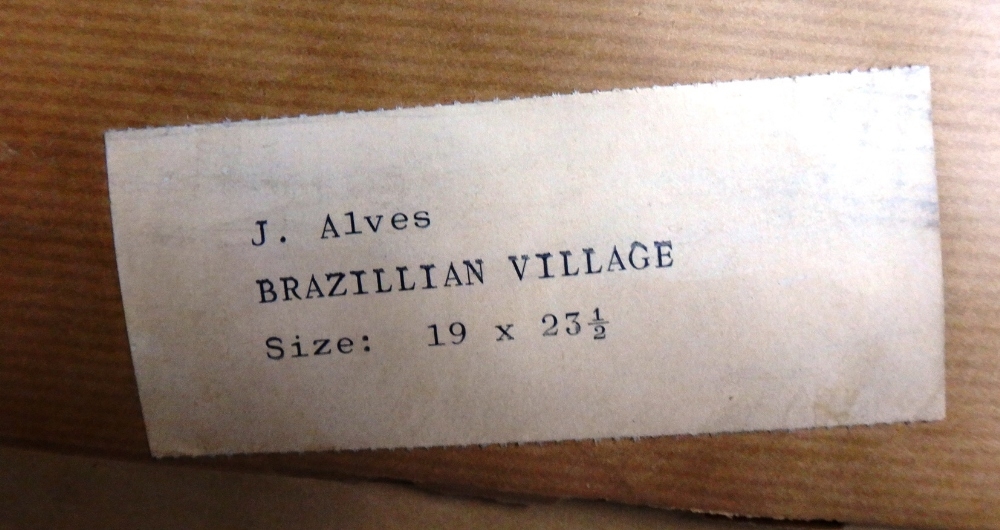 J. Alves
BRAZILLIAN VILLAGE
Size: 19 x 23½